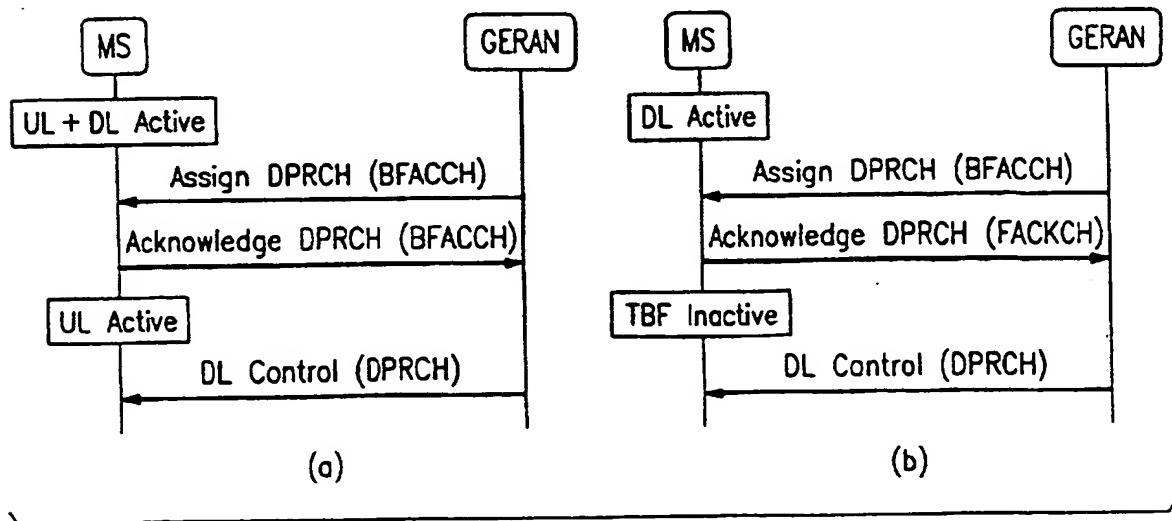 MS
GERAN
UL + DL Active
Assign DPRCH (BFACCH)
Acknowledge DPRCH (BFACCH)
UL Active
DL Control (DPRCH)
(a)
MS
GERAN
DL Active
Assign DPRCH (BFACCH)
Acknowledge DPRCH (FACKCH)
TBF Inactive
DL Control (DPRCH)
(b)